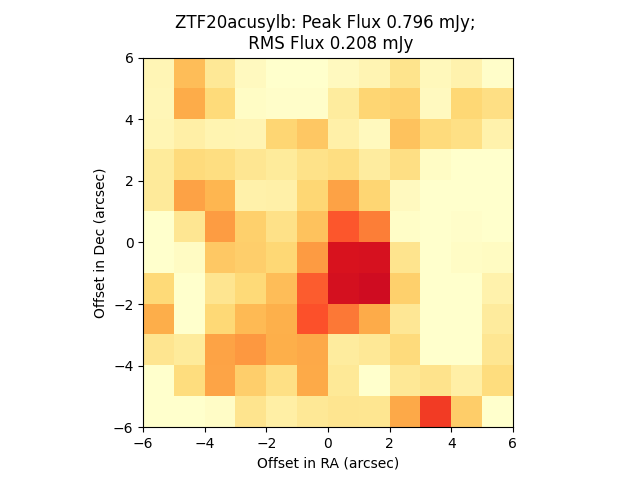 ZTF20acusylb: Peak Flux 0.796 mJy;
RMS Flux 0.208 mJy
6
4
2
0
−2
−4
−6
Offset in Dec (arcsec)
−6 −4 −2 0 2 4 6
Offset in RA (arcsec)